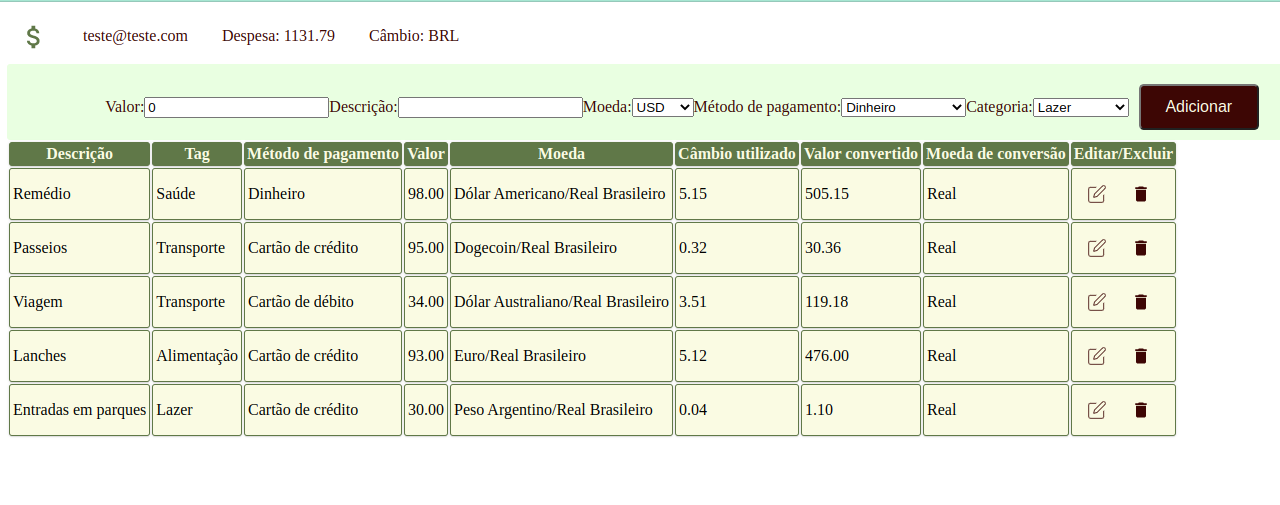 $ teste@teste.com Despesa: 1131.79 Câmbio: BRL
Valor: 0 Descrição: Moeda: USD Método de pagamento: Dinheiro Categoria: Lazer Adicionar
Descrição Tag Método de pagamento Valor Moeda Câmbio utilizado Valor convertido Moeda de conversão Editar/Excluir
Remédio Saúde Dinheiro 98.00 Dólar Americano/Real Brasileiro 5.15 505.15 Real
Passeios Transporte Cartão de crédito 95.00 Dogecoin/Real Brasileiro 0.32 30.36 Real
Viagem Transporte Cartão de débito 34.00 Dólar Australiano/Real Brasileiro 3.51 119.18 Real
Lanches Alimentação Cartão de crédito 93.00 Euro/Real Brasileiro 5.12 476.00 Real
Entradas em parques Lazer Cartão de crédito 30.00 Peso Argentino/Real Brasileiro 0.04 1.10 Real